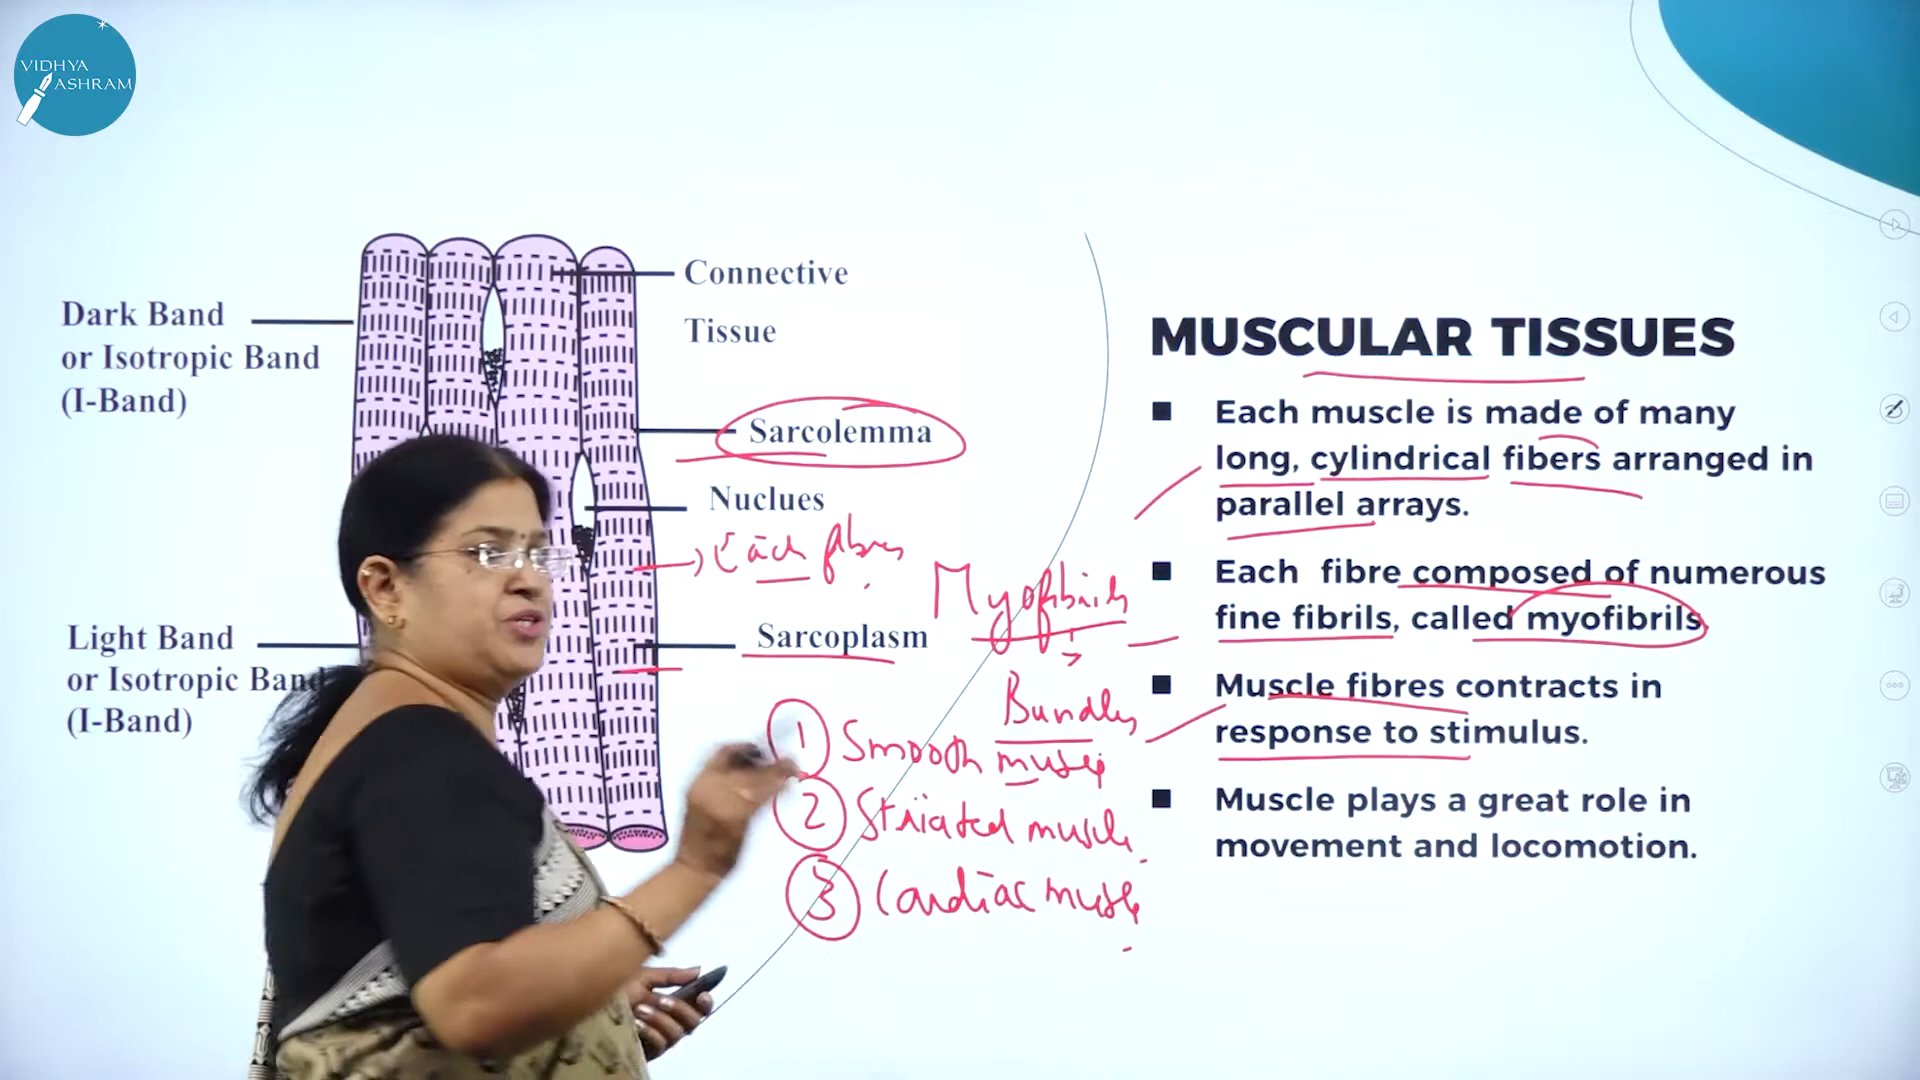 VIDHYA
ASHRAM
Dark Band
or Isotropic Band
(I-Band)
Connective
Tissue
Sarcolemma
Nuclues
Each fibres
Sarcoplasm
Light Band
or Isotropic Band
(I-Band)
Myofibrils
Bundles
1 Smooth muscle
2 Striated muscle
3 Cardiac muscle
MUSCULAR TISSUES
■ Each muscle is made of many
long, cylindrical fibers arranged in
parallel arrays.
■ Each fibre composed of numerous
fine fibrils, called myofibrils.
■ Muscle fibres contracts in
response to stimulus.
■ Muscle plays a great role in
movement and locomotion.